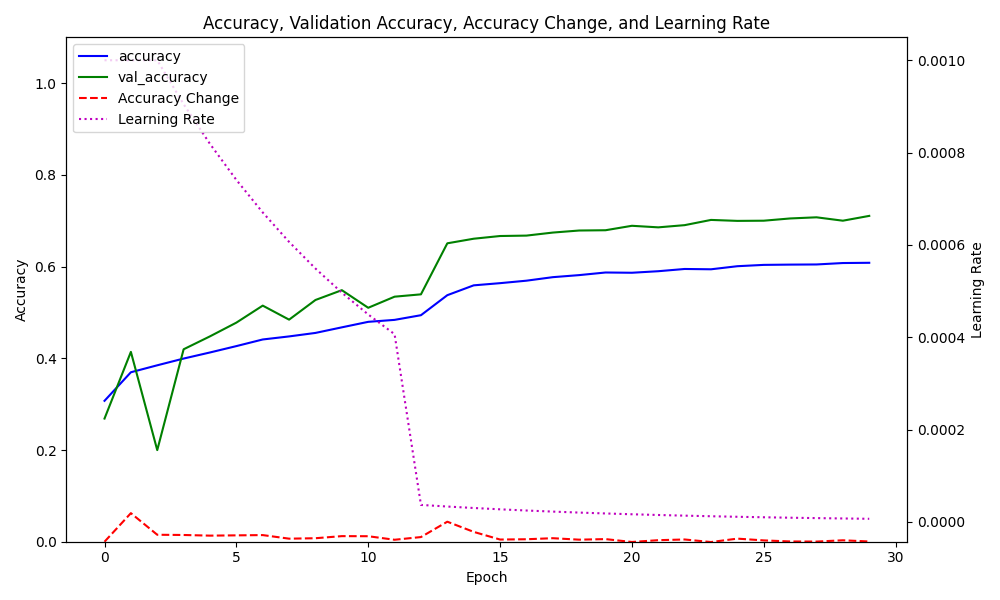 Accuracy, Validation Accuracy, Accuracy Change, and Learning Rate
accuracy
val_accuracy
Accuracy Change
Learning Rate
1.0
0.8
0.6
0.4
0.2
0.0
Accuracy
0.0010
0.0008
0.0006
0.0004
0.0002
0.0000
Learning Rate
0 5 10 15 20 25 30
Epoch